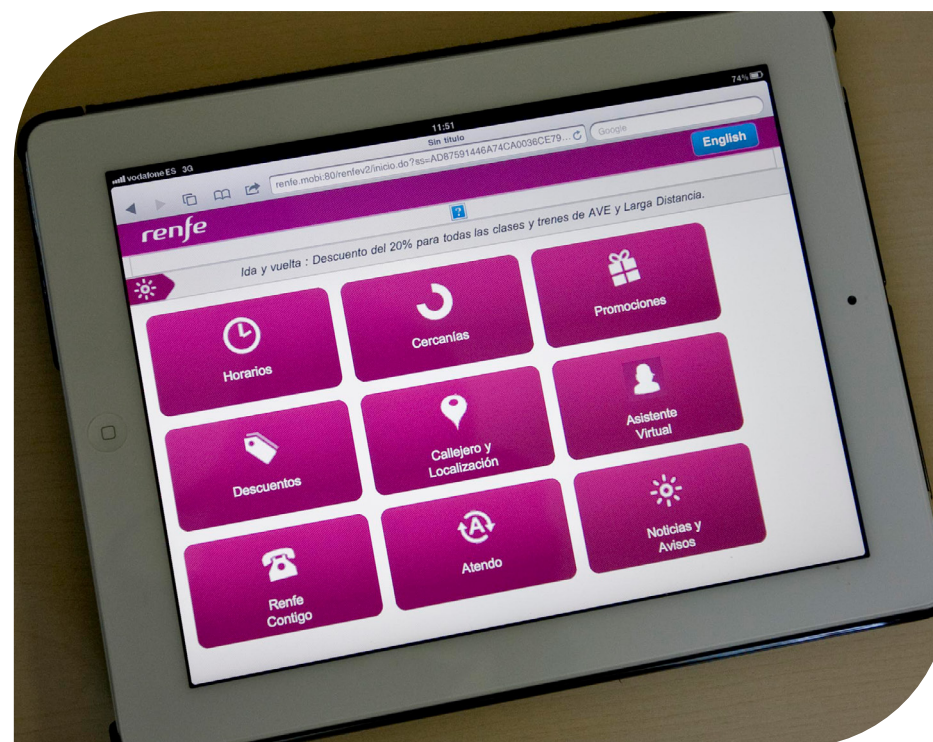 vodafone ES 3G
11:51
74%
Sin título
renfe.mobi:80/renfev2/inicio.do?ss=AD87591446A74CA0036CE79...
Google
renfe
English
?
Ida y vuelta : Descuento del 20% para todas las clases y trenes de AVE y Larga Distancia.
Horarios
Cercanías
Promociones
Descuentos
Callejero y
Localización
Asistente
Virtual
Renfe
Contigo
A
Atendo
Noticias y
Avisos